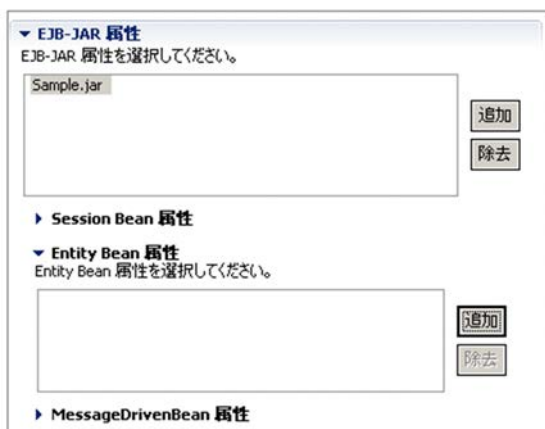 EJB-JAR 属性
EJB-JAR 属性を選択してください。
Sample.jar
追加
除去
Session Bean 属性
Entity Bean 属性
Entity Bean 属性を選択してください。
追加
除去
MessageDrivenBean 属性